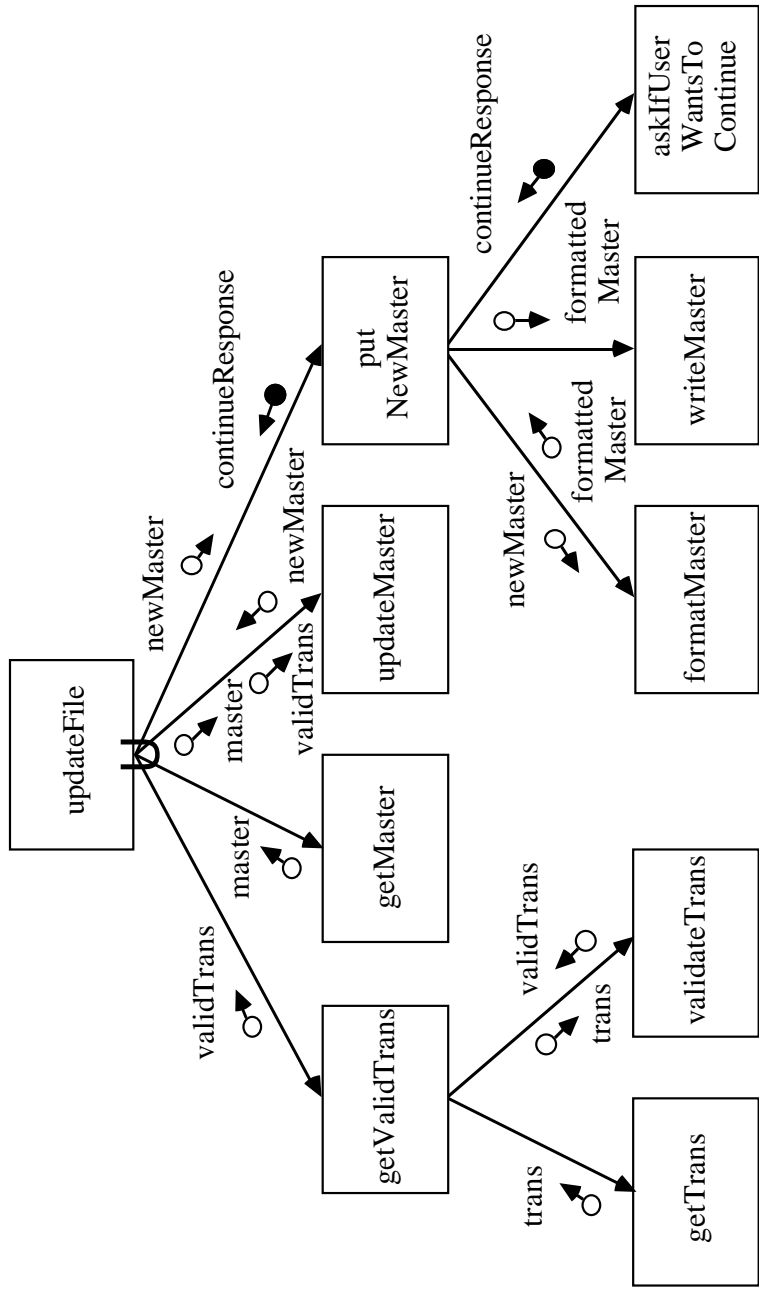 updateFile
validTrans
master
master
validTrans
newMaster
newMaster
continueResponse
getValidTrans
getMaster
updateMaster
put
NewMaster
trans
trans
validTrans
newMaster
formatted
Master
formatted
Master
continueResponse
getTrans
validateTrans
formatMaster
writeMaster
askIfUser
WantsTo
Continue